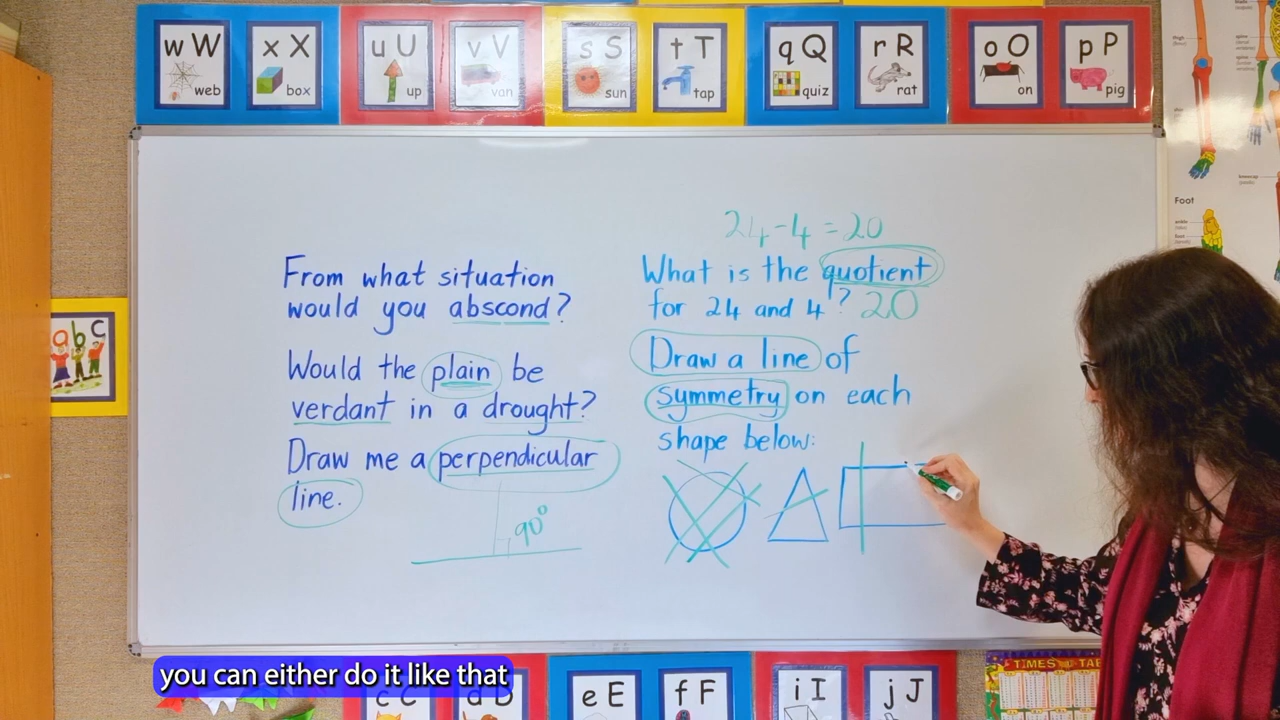 w W
web
x X
box
u U
up
v V
van
s S
sun
t T
tap
q Q
quiz
r R
rat
o O
on
p P
pig
Foot
abc
24-4=20
From what situation
would you abscond?
Would the plain be
verdant in a drought?
Draw me a perpendicular
line.
90°
What is the quotient
for 24 and 4? 20
Draw a line of
symmetry on each
shape below:
you can either do it like that
c C
d D
e E
f F
i I
j J
TIMES TAB